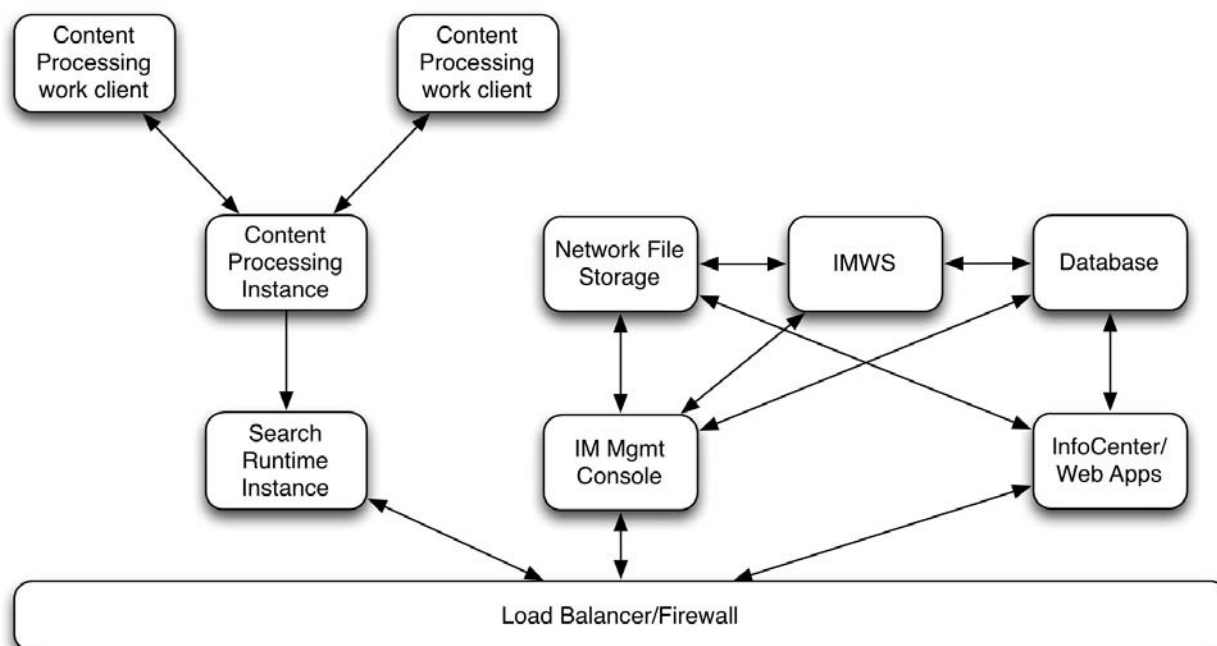 Content
Processing
work client
Content
Processing
work client
Content
Processing
Instance
Network File
Storage
IMWS
Database
Search
Runtime
Instance
IM Mgmt
Console
InfoCenter/
Web Apps
Load Balancer/Firewall